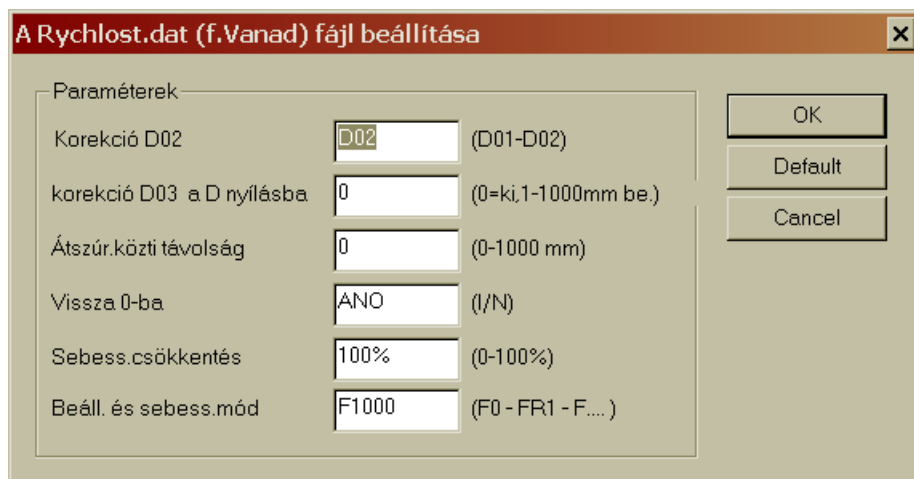 A Rychlost.dat (f.Vanad) fájl beállítása
Paraméterek
Korekció D02 D02 (D01-D02)
korekció D03 a D nyílásba 0 (0=ki,1-1000mm be.)
Átszúr.közti távolság 0 (0-1000 mm)
Vissza 0-ba ANO (I/N)
Sebess.csökkentés 100% (0-100%)
Beáll. és sebess.mód F1000 (F0 - FR1 - F.... )
OK
Default
Cancel